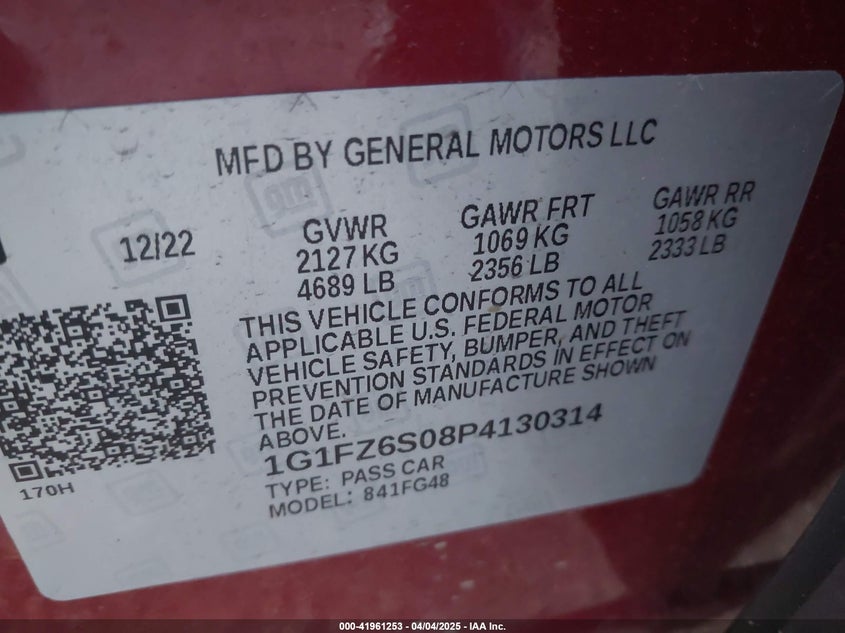 MFD BY GENERAL MOTORS LLC
12/22
GVWR
2127 KG
4689 LB
GAWR FRT
1069 KG
2356 LB
GAWR RR
1058 KG
2333 LB
THIS VEHICLE CONFORMS TO ALL
APPLICABLE U.S. FEDERAL MOTOR
VEHICLE SAFETY, BUMPER, AND THEFT
PREVENTION STANDARDS IN EFFECT ON
THE DATE OF MANUFACTURE SHOWN
ABOVE.
1G1FZ6S08P4130314
TYPE: PASS CAR
MODEL: 841FG48
170H
gm
000-41961253 - 04/04/2025 - IAA Inc.